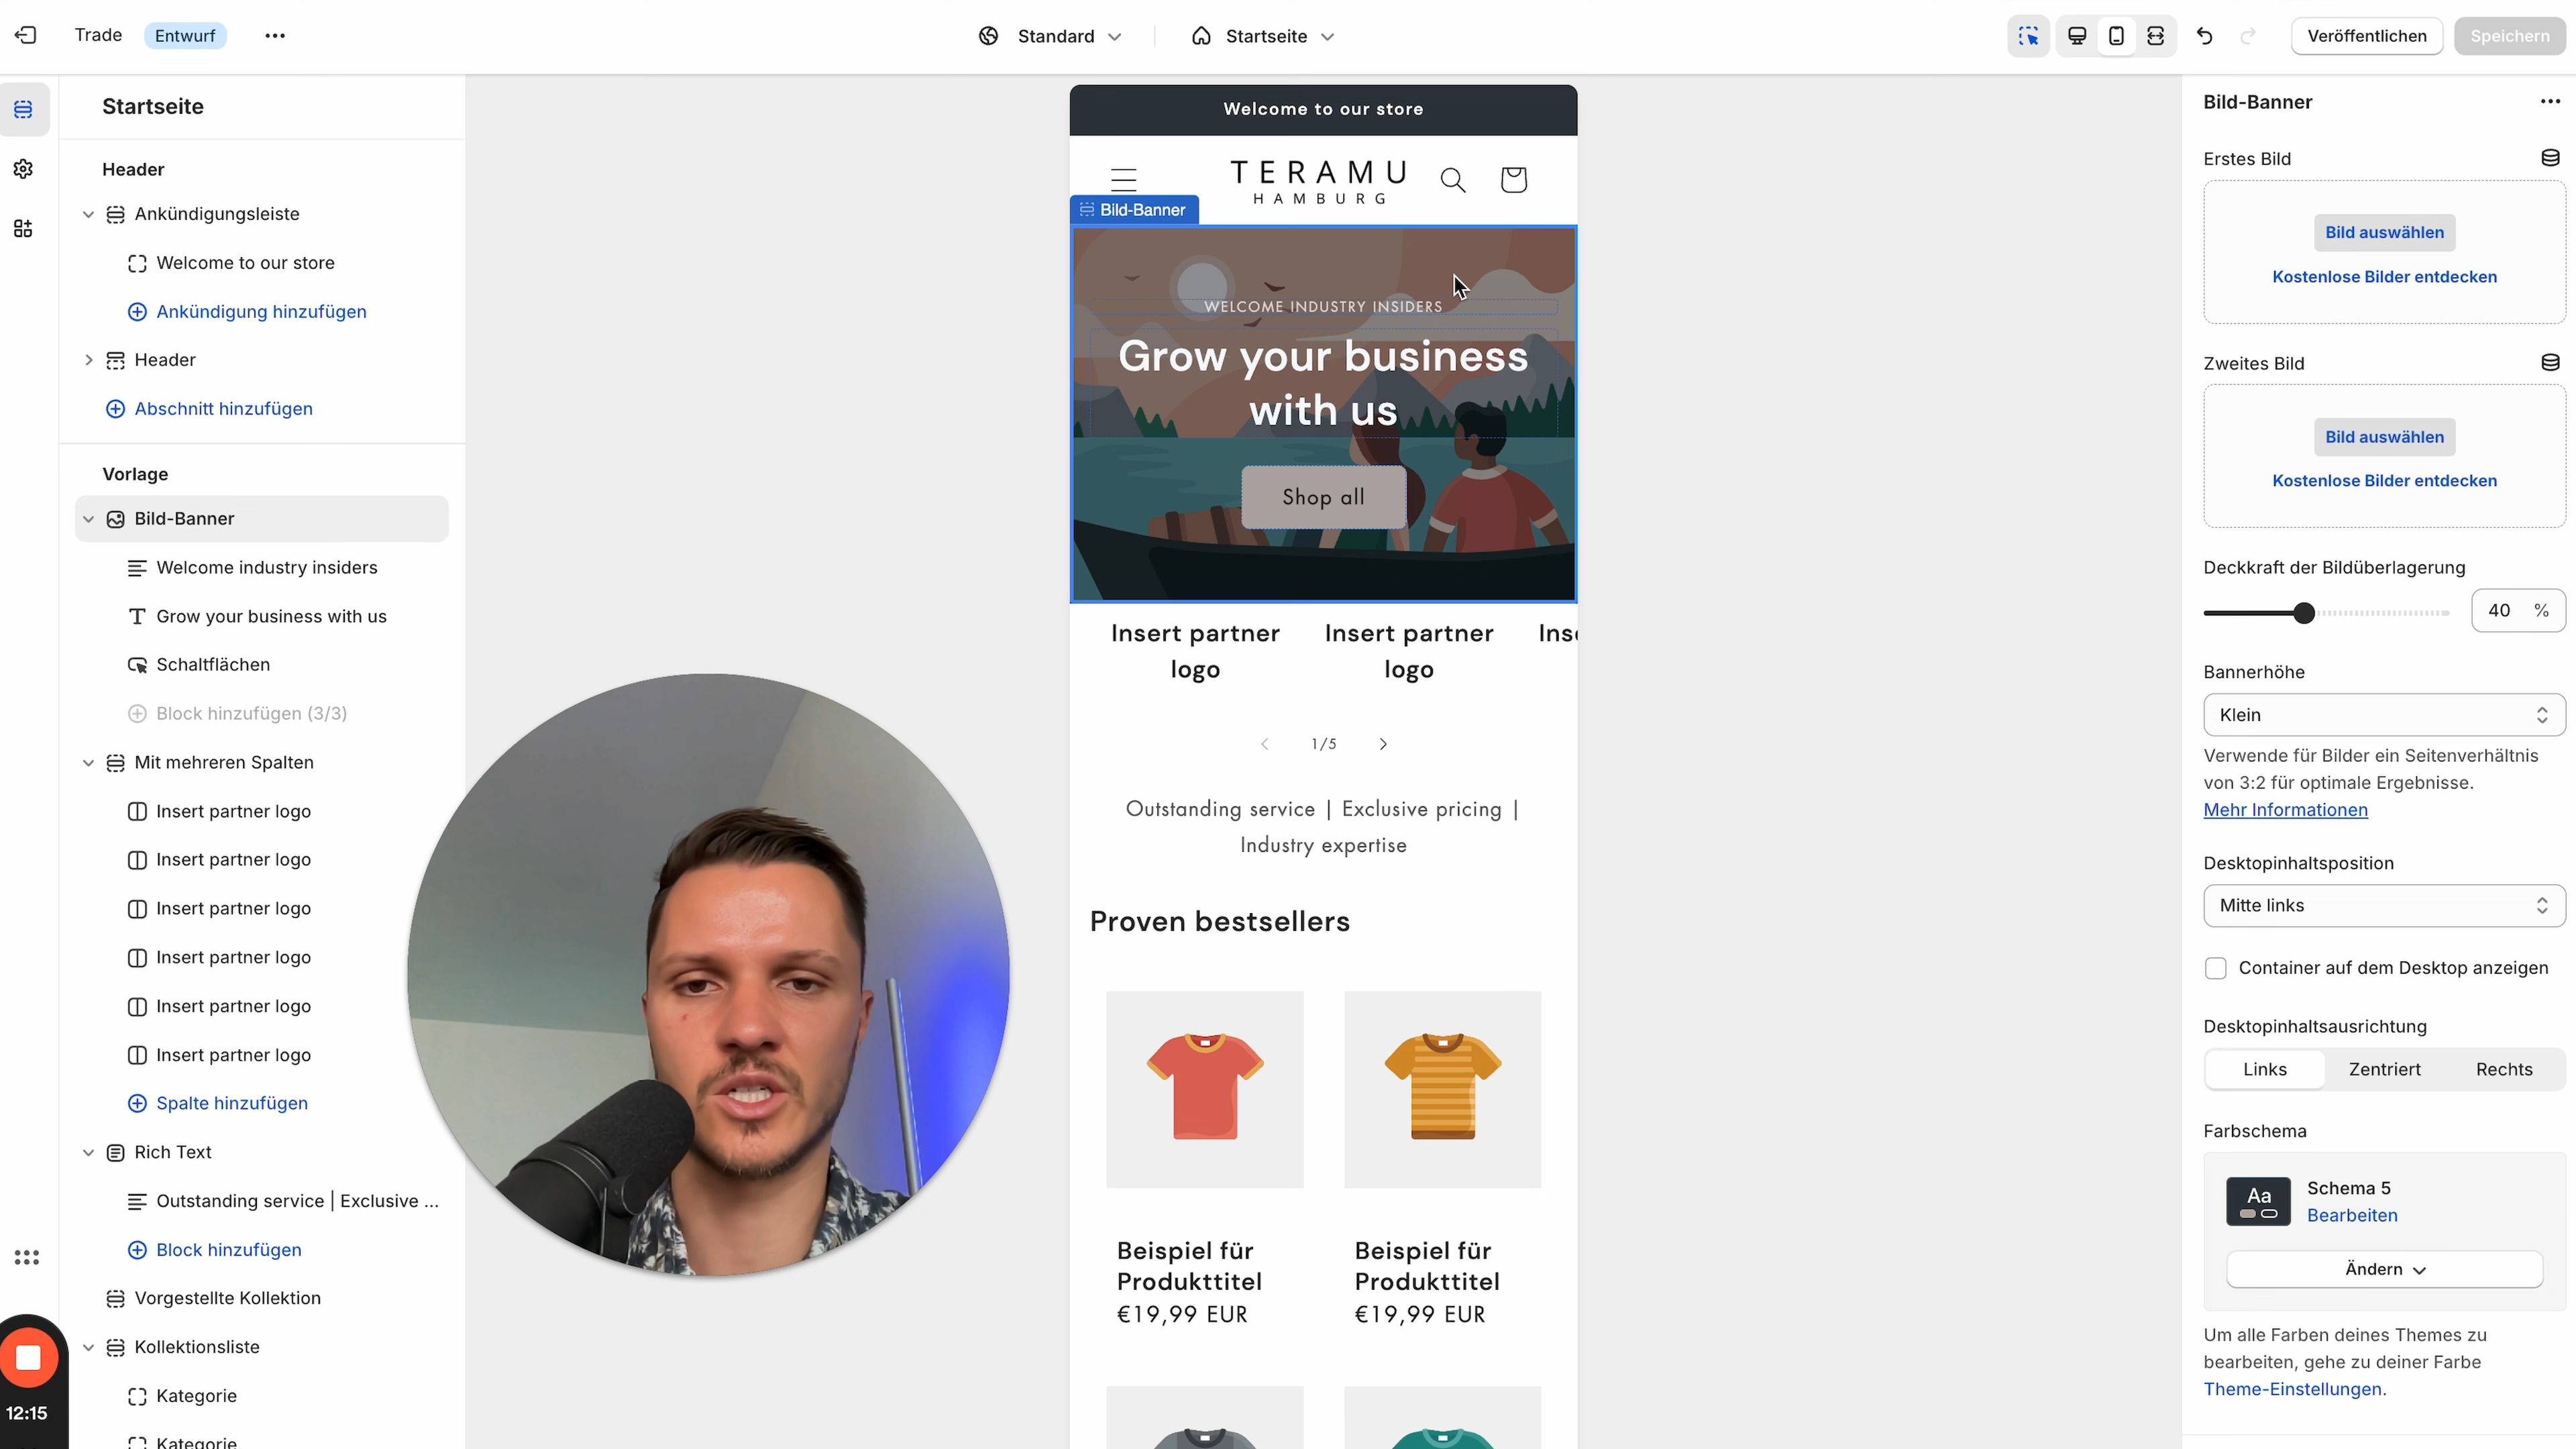 Trade
Entwurf
Standard
Startseite
Veröffentlichen
Speichern
Startseite
Header
Ankündigungsleiste
Welcome to our store
Ankündigung hinzufügen
Header
Abschnitt hinzufügen
Vorlage
Bild-Banner
Welcome industry insiders
Grow your business with us
Schaltflächen
Block hinzufügen (3/3)
Mit mehreren Spalten
Insert partner logo
Insert partner logo
Insert partner logo
Insert partner logo
Insert partner logo
Insert partner logo
Spalte hinzufügen
Rich Text
Outstanding service | Exclusive ...
Block hinzufügen
Vorgestellte Kollektion
Kollektionsliste
Kategorie
Kategorie
12:15
Welcome to our store
TERAMU
HAMBURG
Bild-Banner
WELCOME INDUSTRY INSIDERS
Grow your business
with us
Shop all
Insert partner
logo
Insert partner
logo
Ins
1/5
Outstanding service | Exclusive pricing |
Industry expertise
Proven bestsellers
Beispiel für
Produkttitel
€19,99 EUR
Beispiel für
Produkttitel
€19,99 EUR
Bild-Banner
Erstes Bild
Bild auswählen
Kostenlose Bilder entdecken
Zweites Bild
Bild auswählen
Kostenlose Bilder entdecken
Deckkraft der Bildüberlagerung
40 %
Bannerhöhe
Klein
Verwende für Bilder ein Seitenverhältnis
von 3:2 für optimale Ergebnisse.
Mehr Informationen
Desktopinhaltsposition
Mitte links
Container auf dem Desktop anzeigen
Desktopinhaltsausrichtung
Links Zentriert Rechts
Farbschema
Aa
Schema 5
Bearbeiten
Ändern
Um alle Farben deines Themes zu
bearbeiten, gehe zu deiner Farbe
Theme-Einstellungen.